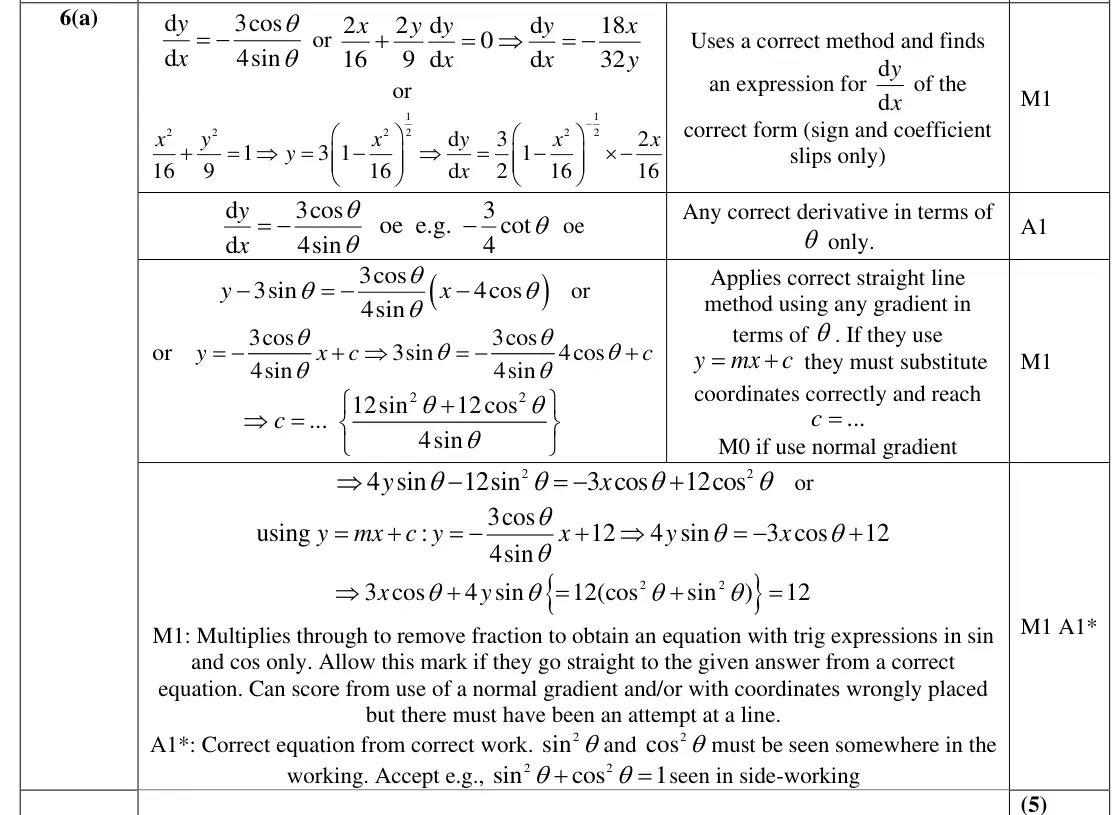 6(a)
dy/dx = −3cosθ/4sinθ or 2x/16 + 2y/9 dy/dx = 0 ⇒ dy/dx = −18x/32y
or
x²/16 + y²/9 = 1 ⇒ y = 3(1 − x²/16)^(1/2) ⇒ dy/dx = 3/2(1 − x²/16)^(−1/2) × −2x/16
Uses a correct method and finds
an expression for dy/dx of the
correct form (sign and coefficient
slips only)
M1
dy/dx = −3cosθ/4sinθ oe e.g. −3/4 cotθ oe
Any correct derivative in terms of
θ only.
A1
y − 3sinθ = −3cosθ/4sinθ (x − 4cosθ) or
or y = −3cosθ/4sinθ x + c ⇒ 3sinθ = −3cosθ/4sinθ 4cosθ + c
⇒ c = ... {12sin²θ + 12cos²θ/4sinθ}
Applies correct straight line
method using any gradient in
terms of θ. If they use
y = mx + c they must substitute
coordinates correctly and reach
c = ...
M0 if use normal gradient
M1
⇒ 4y sinθ − 12sin²θ = −3x cosθ + 12cos²θ or
using y = mx + c : y = −3cosθ/4sinθ x + 12 ⇒ 4y sinθ = −3x cosθ + 12
⇒ 3x cosθ + 4y sinθ {= 12(cos²θ + sin²θ)} = 12
M1: Multiplies through to remove fraction to obtain an equation with trig expressions in sin
and cos only. Allow this mark if they go straight to the given answer from a correct
equation. Can score from use of a normal gradient and/or with coordinates wrongly placed
but there must have been an attempt at a line.
A1*: Correct equation from correct work. sin²θ and cos²θ must be seen somewhere in the
working. Accept e.g., sin²θ + cos²θ = 1 seen in side-working
M1 A1*
(5)